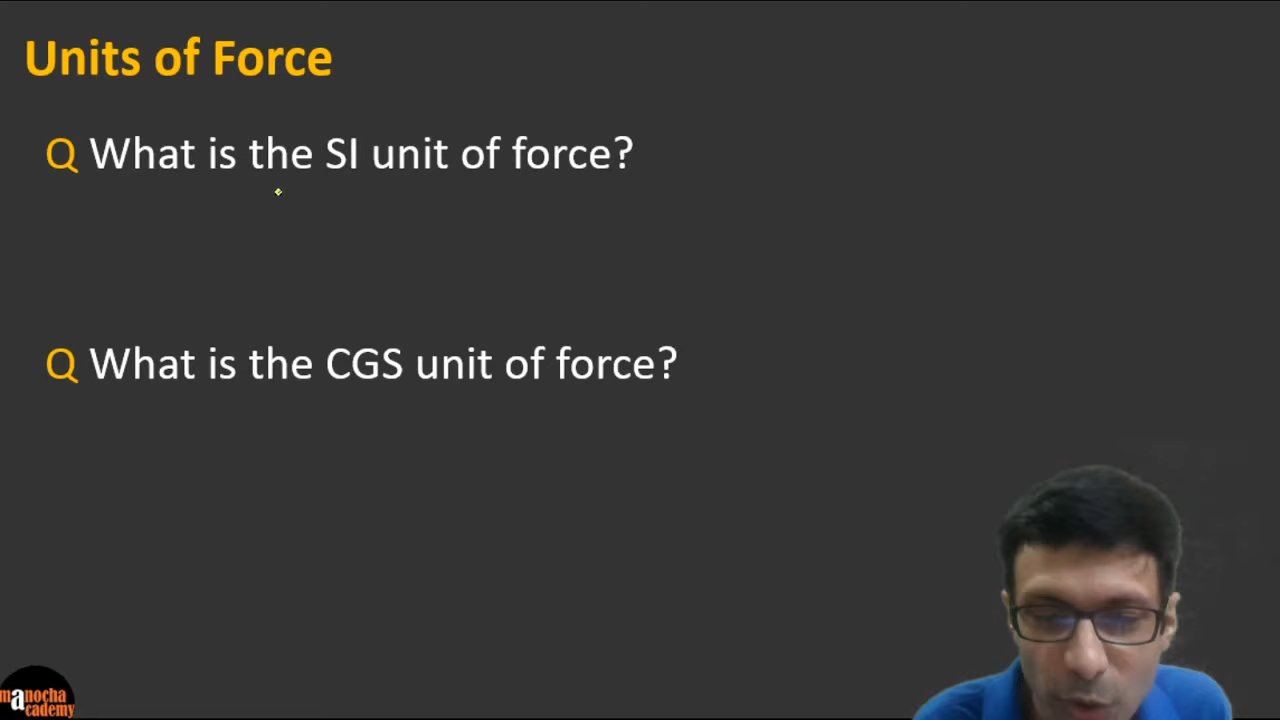 Units of Force
Q What is the SI unit of force?
Q What is the CGS unit of force?
manocha
academy